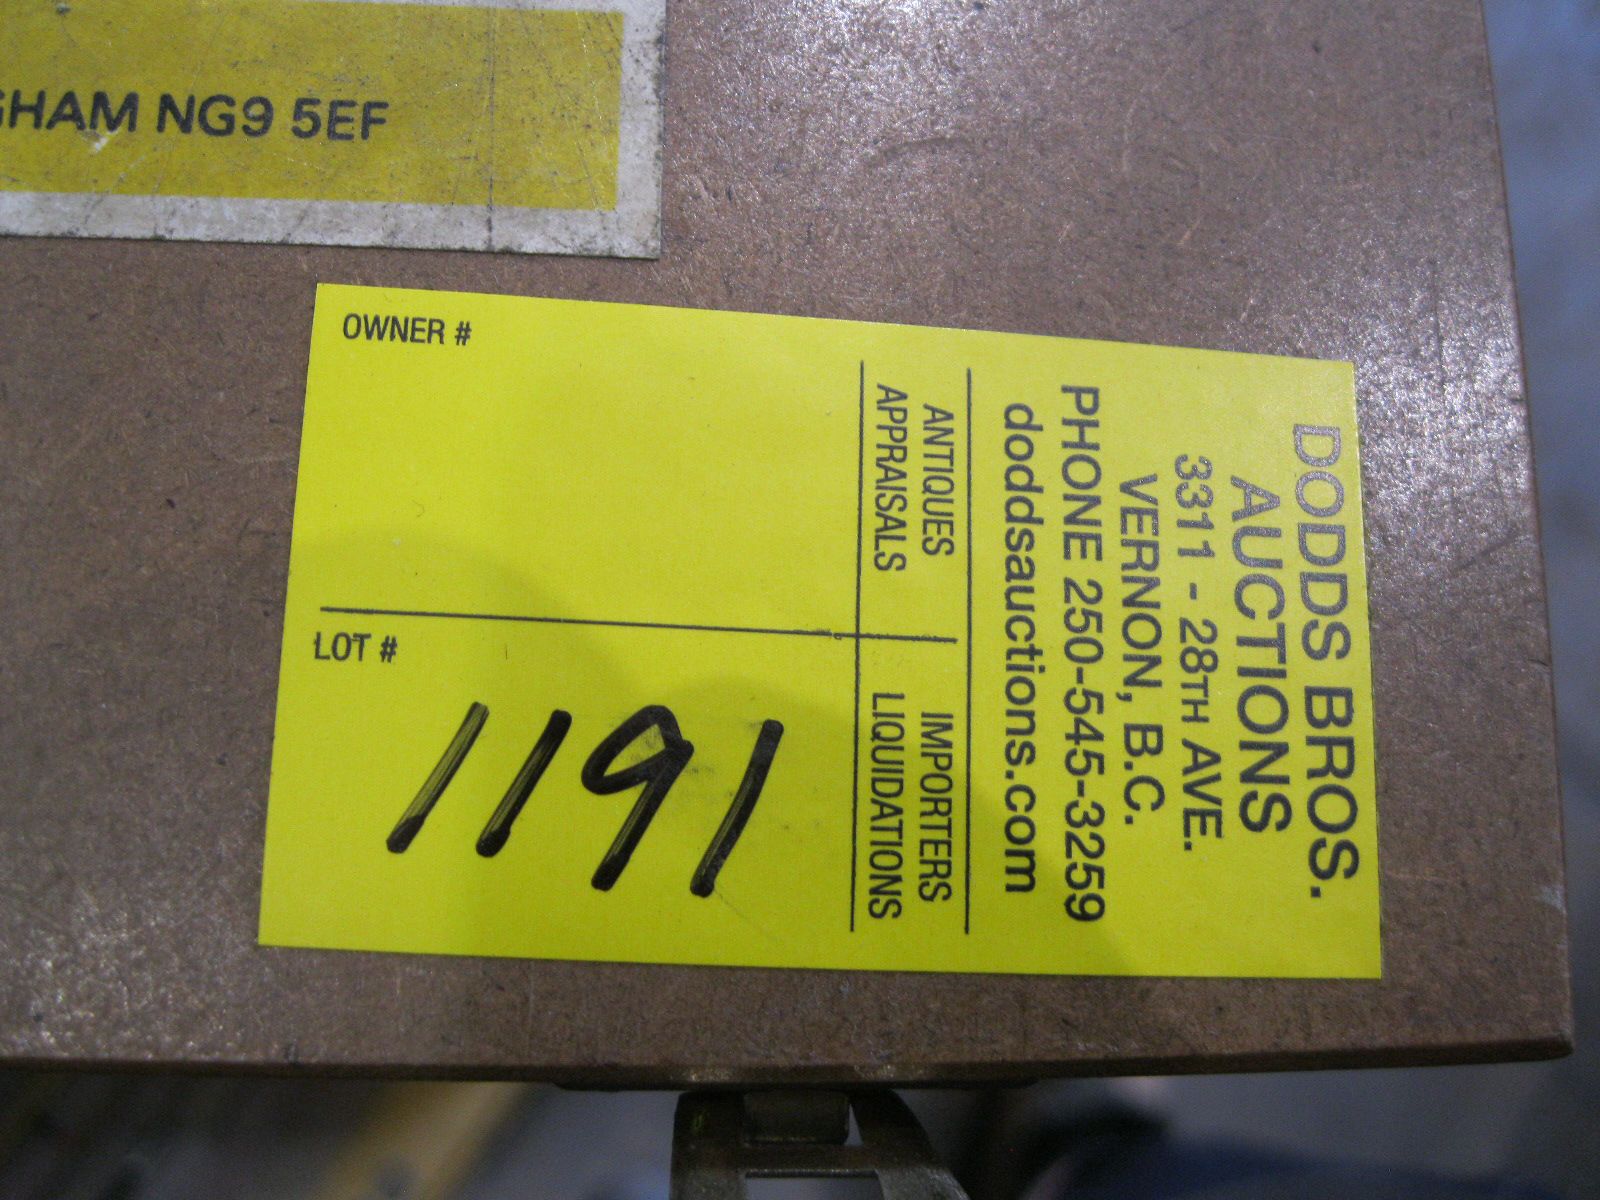 NG9 5EF
DODDS BROS.
AUCTIONS
3311 - 28TH AVE.
VERNON, B.C.
PHONE 250-545-3259
doddsauctions.com
ANTIQUES IMPORTERS
APPRAISALS LIQUIDATIONS
OWNER #
LOT #
1191